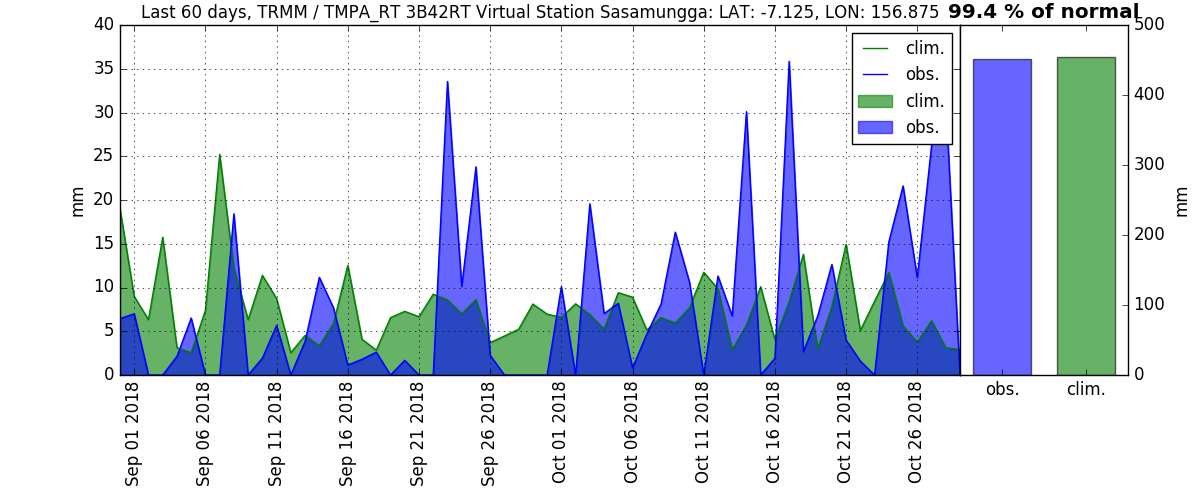 Last 60 days, TRMM / TMPA_RT 3B42RT Virtual Station Sasamungga: LAT: -7.125, LON: 156.875 99.4 % of normal
40
35
30
25
20
15
10
5
0
mm
clim.
obs.
clim.
obs.
500
400
300
200
100
0
mm
Sep 01 2018
Sep 06 2018
Sep 11 2018
Sep 16 2018
Sep 21 2018
Sep 26 2018
Oct 01 2018
Oct 06 2018
Oct 11 2018
Oct 16 2018
Oct 21 2018
Oct 26 2018
obs.
clim.